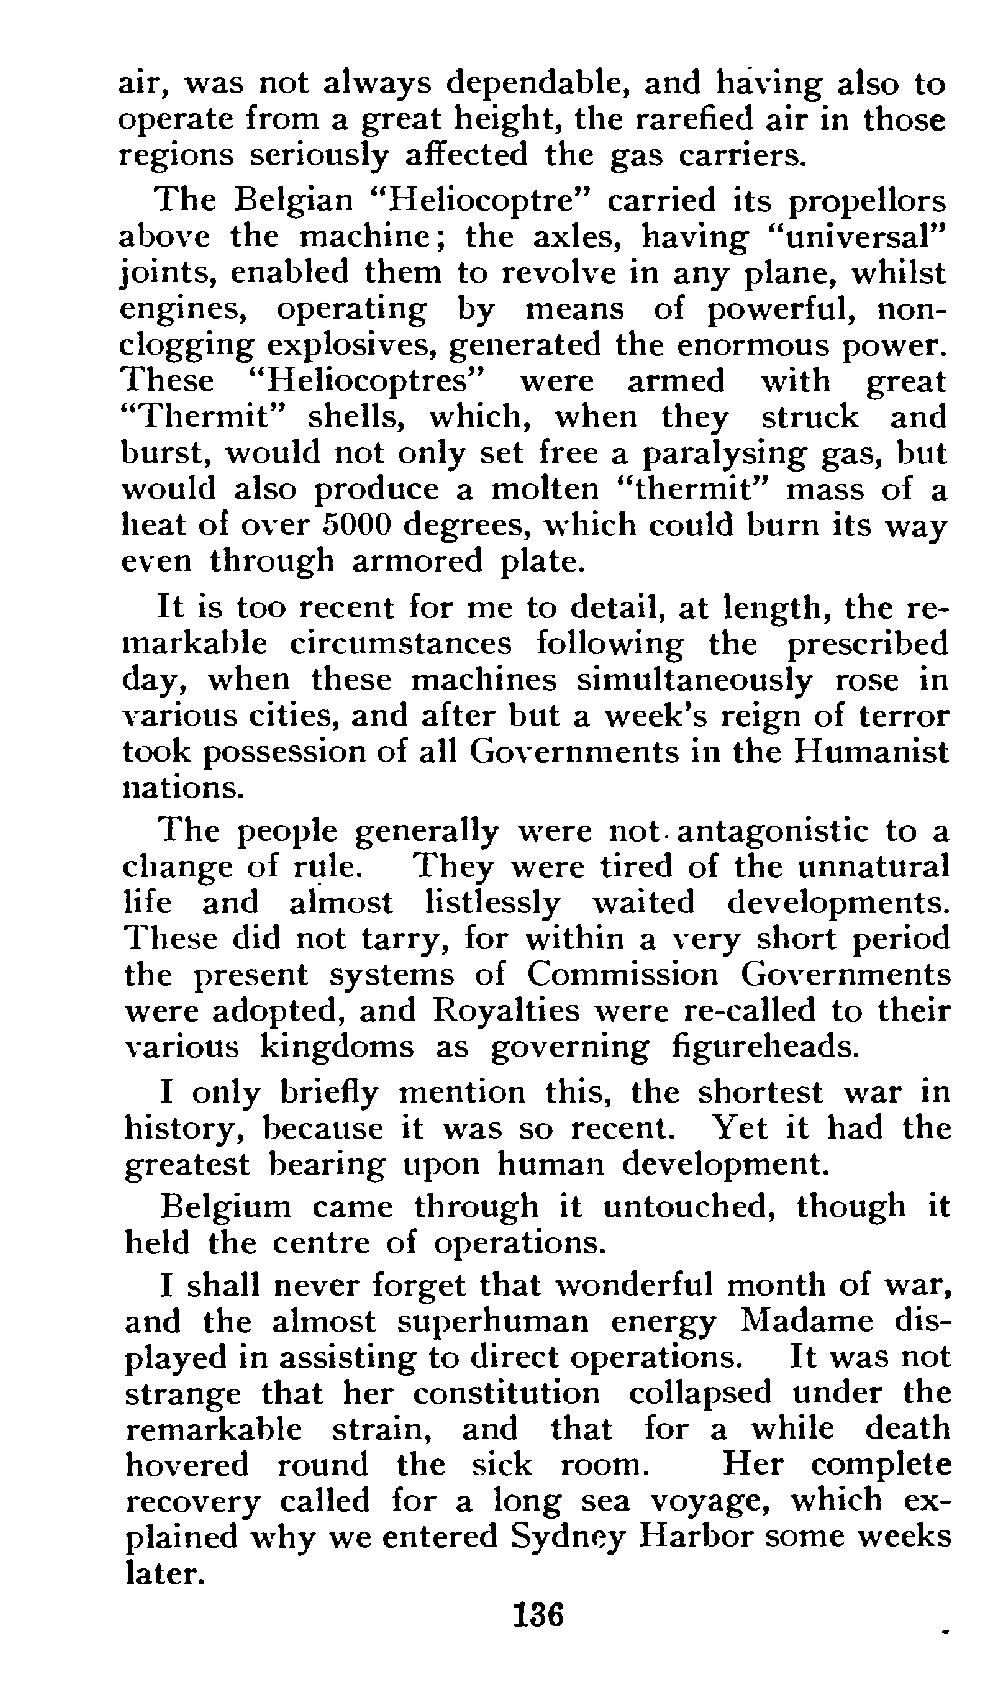 air, was not always dependable, and having also to
operate from a great height, the rarefied air in those
regions seriously affected the gas carriers.
The Belgian “Heliocoptre” carried its propellors
above the machine; the axles, having “universal”
joints, enabled them to revolve in any plane, whilst
engines, operating by means of powerful, non-
clogging explosives, generated the enormous power.
These “Heliocoptres” were armed with great
“Thermit” shells, which, when they struck and
burst, would not only set free a paralysing gas, but
would also produce a molten “thermit” mass of a
heat of over 5000 degrees, which could burn its way
even through armored plate.
It is too recent for me to detail, at length, the re-
markable circumstances following the prescribed
day, when these machines simultaneously rose in
various cities, and after but a week's reign of terror
took possession of all Governments in the Humanist
nations.
The people generally were not antagonistic to a
change of rule. They were tired of the unnatural
life and almost listlessly waited developments.
These did not tarry, for within a very short period
the present systems of Commission Governments
were adopted, and Royalties were re-called to their
various kingdoms as governing figureheads.
I only briefly mention this, the shortest war in
history, because it was so recent. Yet it had the
greatest bearing upon human development.
Belgium came through it untouched, though it
held the centre of operations.
I shall never forget that wonderful month of war,
and the almost superhuman energy Madame dis-
played in assisting to direct operations. It was not
strange that her constitution collapsed under the
remarkable strain, and that for a while death
hovered round the sick room. Her complete
recovery called for a long sea voyage, which ex-
plained why we entered Sydney Harbor some weeks
later.
136